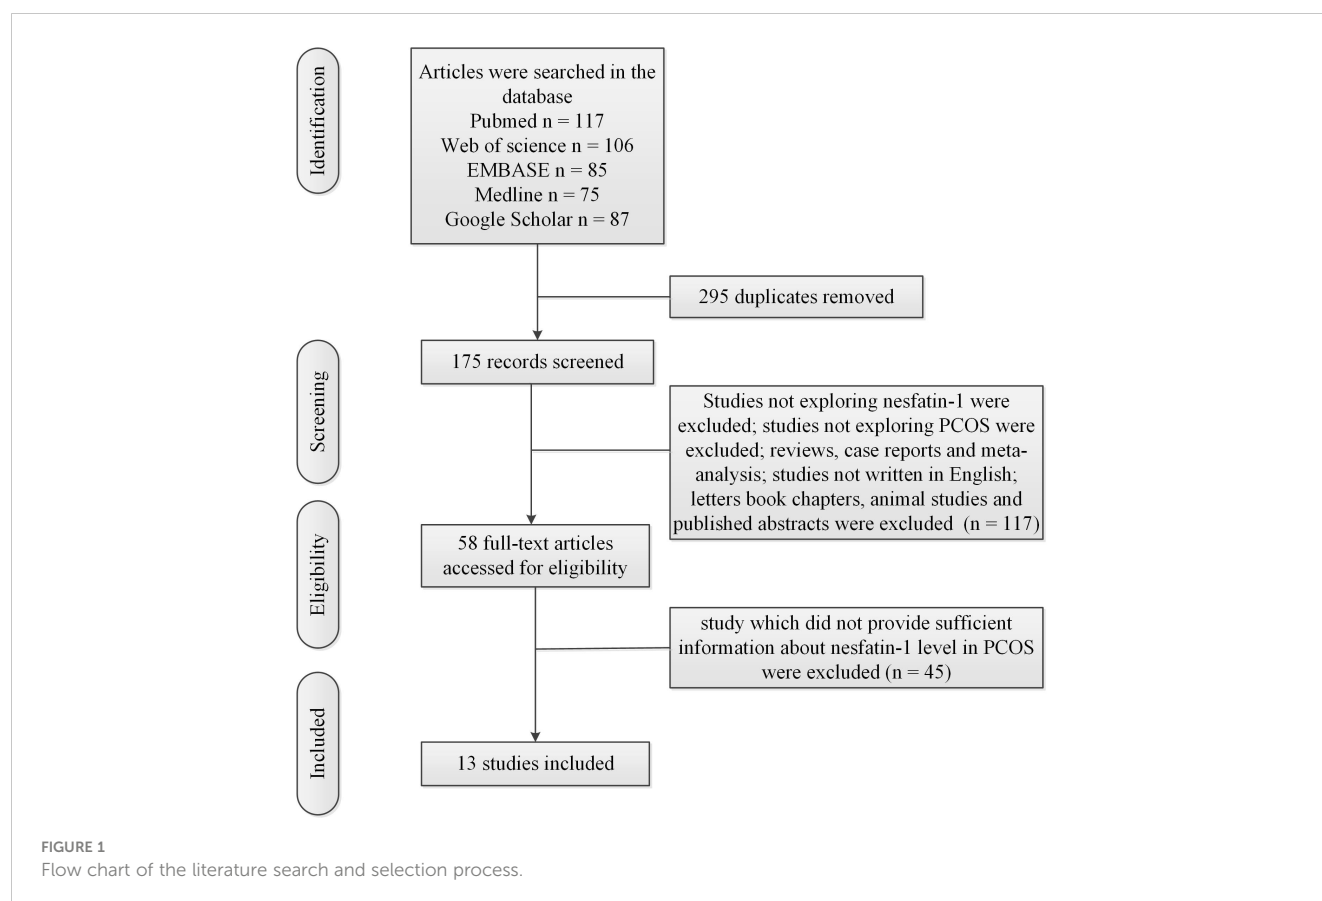 Identification
Articles were searched in the
database
Pubmed n = 117
Web of science n = 106
EMBASE n = 85
Medline n = 75
Google Scholar n = 87
295 duplicates removed
Screening
175 records screened
Studies not exploring nesfatin-1 were
excluded; studies not exploring PCOS were
excluded; reviews, case reports and meta-
analysis; studies not written in English;
letters book chapters, animal studies and
published abstracts were excluded (n = 117)
Eligibility
58 full-text articles
accessed for eligibility
study which did not provide sufficient
information about nesfatin-1 level in PCOS
were excluded (n = 45)
Included
13 studies included
FIGURE 1
Flow chart of the literature search and selection process.